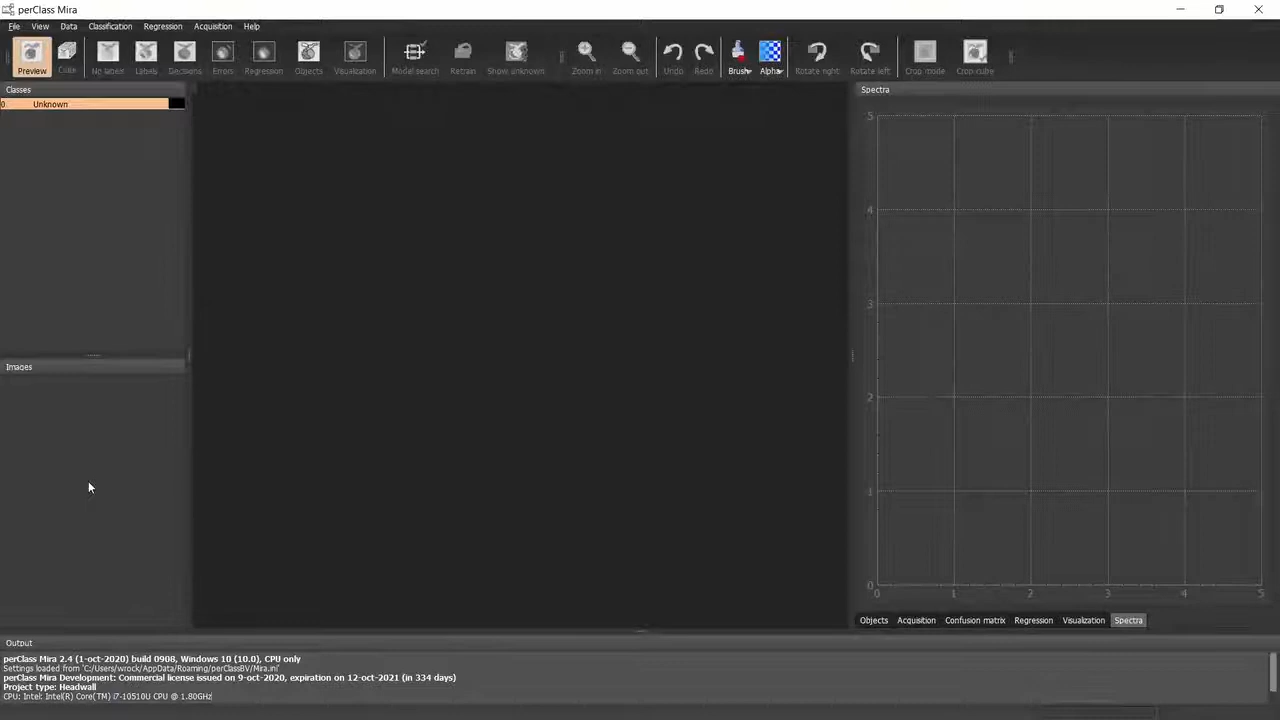 perClass Mira
File View Data Classification Regression Acquisition Help
Preview Cube No labels Labels Decisions Errors Regression Objects Visualization Model search Retrain Show unknown Zoom in Zoom out Undo Redo Brush Alpha Rotate right Rotate left Crop mode Crop cube
Classes
Spectra
0 Unknown
5
4
3
2
1
0
0 1 2 3 4 5
Images
Objects Acquisition Confusion matrix Regression Visualization Spectra
Output
perClass Mira 2.4 (1-oct-2020) build 0908, Windows 10 (10.0), CPU only
Settings loaded from 'C:/Users/wrock/AppData/Roaming/perClassBV/Mira.ini'
perClass Mira Development: Commercial license issued on 9-oct-2020, expiration on 12-oct-2021 (in 334 days)
Project type: Headwall
CPU: Intel: Intel(R) Core(TM) i7-10510U CPU @ 1.80GHz